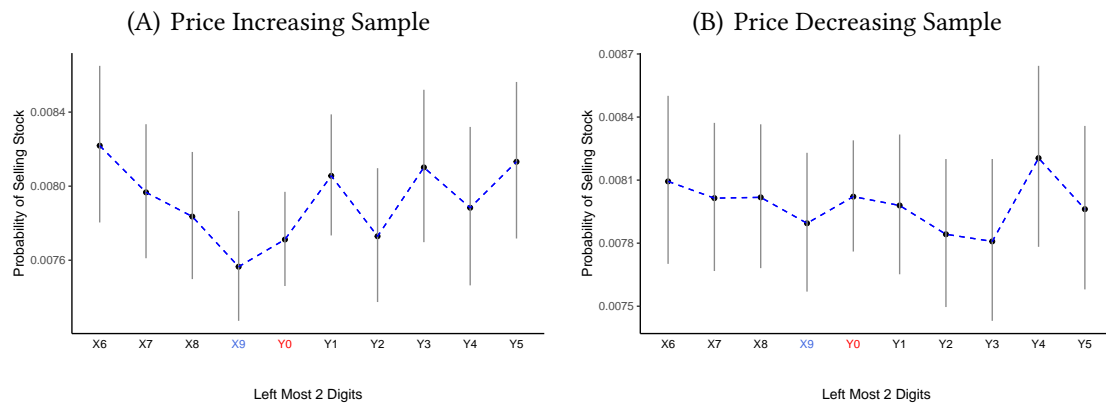 (A) Price Increasing Sample
Probability of Selling Stock
0.0084
0.0080
0.0076
X6 X7 X8 X9 Y0 Y1 Y2 Y3 Y4 Y5
Left Most 2 Digits
(B) Price Decreasing Sample
Probability of Selling Stock
0.0087
0.0084
0.0081
0.0078
0.0075
X6 X7 X8 X9 Y0 Y1 Y2 Y3 Y4 Y5
Left Most 2 Digits